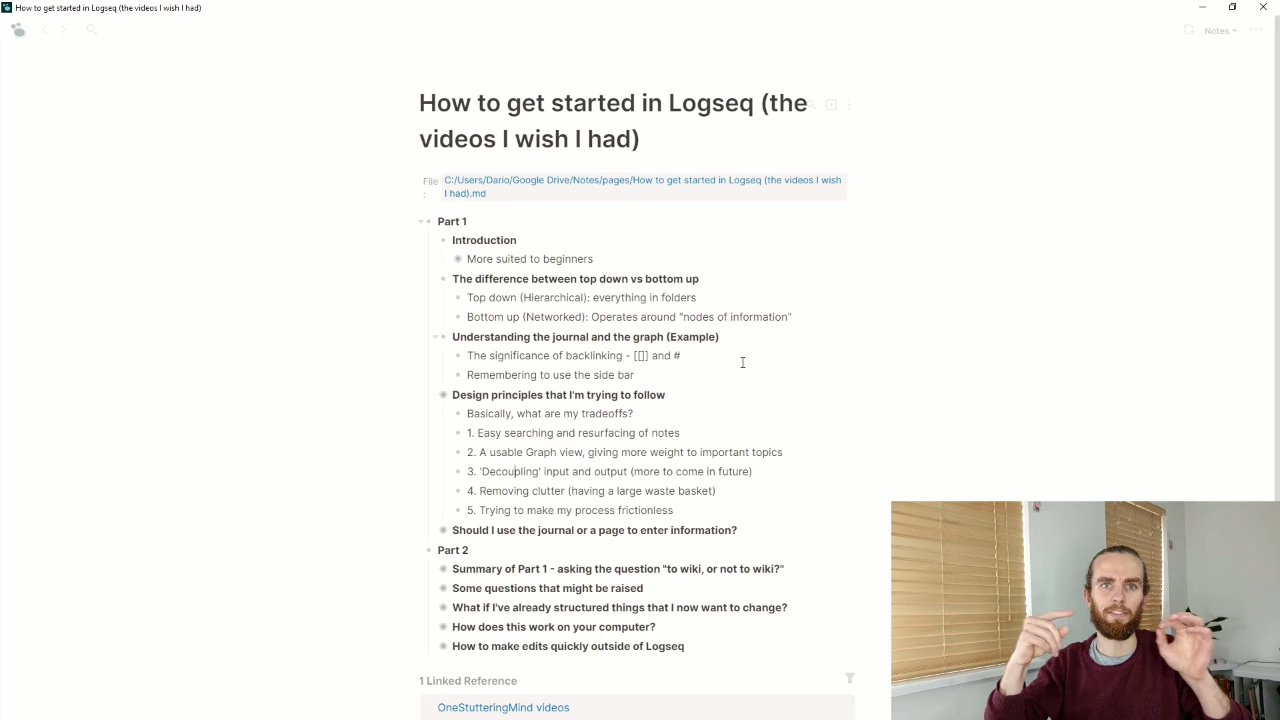 How to get started in Logseq (the videos I wish I had)
Notes
How to get started in Logseq (the
videos I wish I had)
File
:
C:/Users/Dario/Google Drive/Notes/pages/How to get started in Logseq (the videos I wish
I had).md
Part 1
Introduction
More suited to beginners
The difference between top down vs bottom up
Top down (Hierarchical): everything in folders
Bottom up (Networked): Operates around "nodes of information"
Understanding the journal and the graph (Example)
The significance of backlinking - [[]] and #
Remembering to use the side bar
Design principles that I'm trying to follow
Basically, what are my tradeoffs?
1. Easy searching and resurfacing of notes
2. A usable Graph view, giving more weight to important topics
3. 'Decoupling' input and output (more to come in future)
4. Removing clutter (having a large waste basket)
5. Trying to make my process frictionless
Should I use the journal or a page to enter information?
Part 2
Summary of Part 1 - asking the question "to wiki, or not to wiki?"
Some questions that might be raised
What if I've already structured things that I now want to change?
How does this work on your computer?
How to make edits quickly outside of Logseq
1 Linked Reference
OneStutteringMind videos